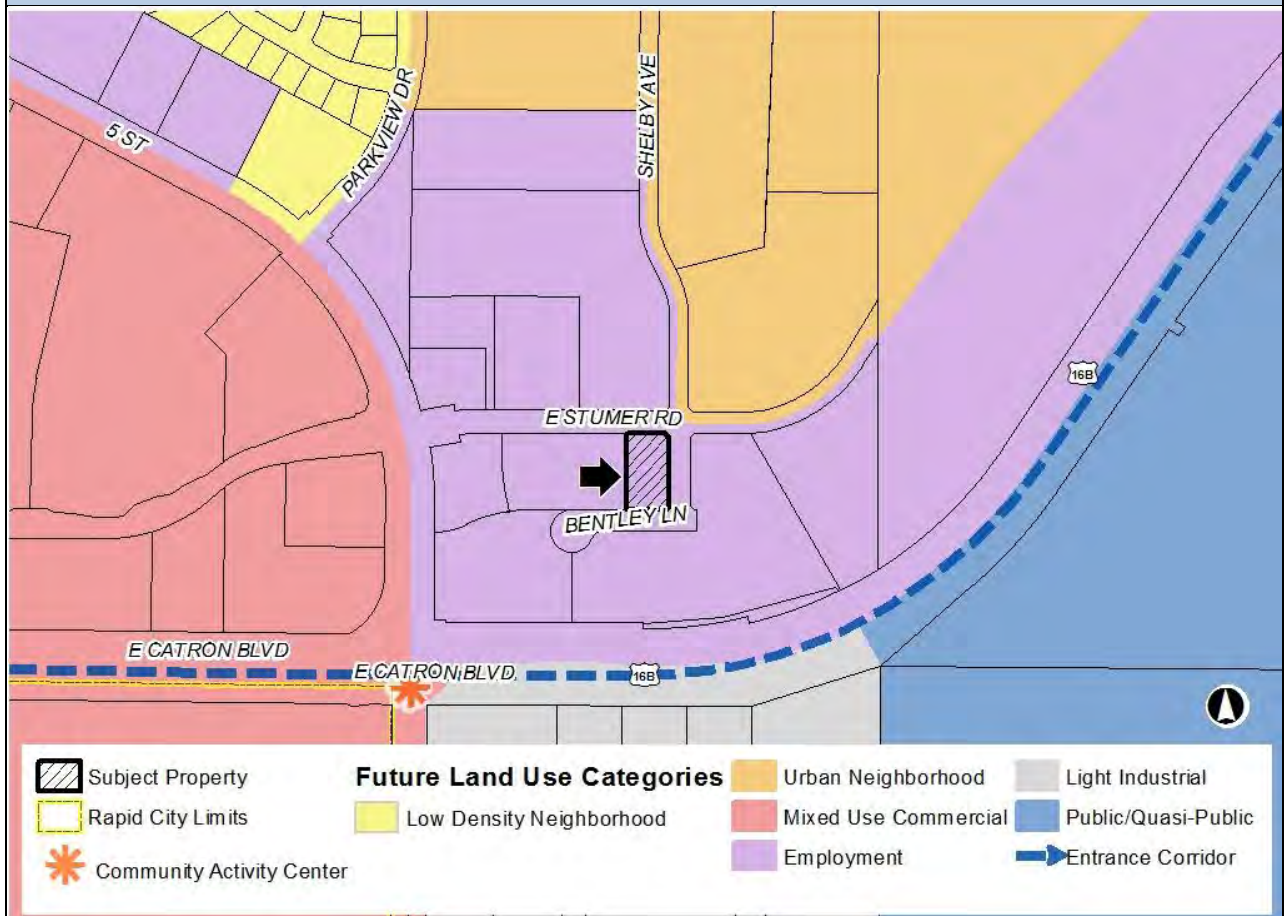 SHELBY AVE
PARKVIEW DR
5 ST
16B
E STUMER RD
BENTLEY LN
E CATRON BLVD
E CATRON BLVD
16B
Subject Property
Rapid City Limits
Community Activity Center
Future Land Use Categories
Low Density Neighborhood
Urban Neighborhood
Mixed Use Commercial
Employment
Light Industrial
Public/Quasi-Public
Entrance Corridor